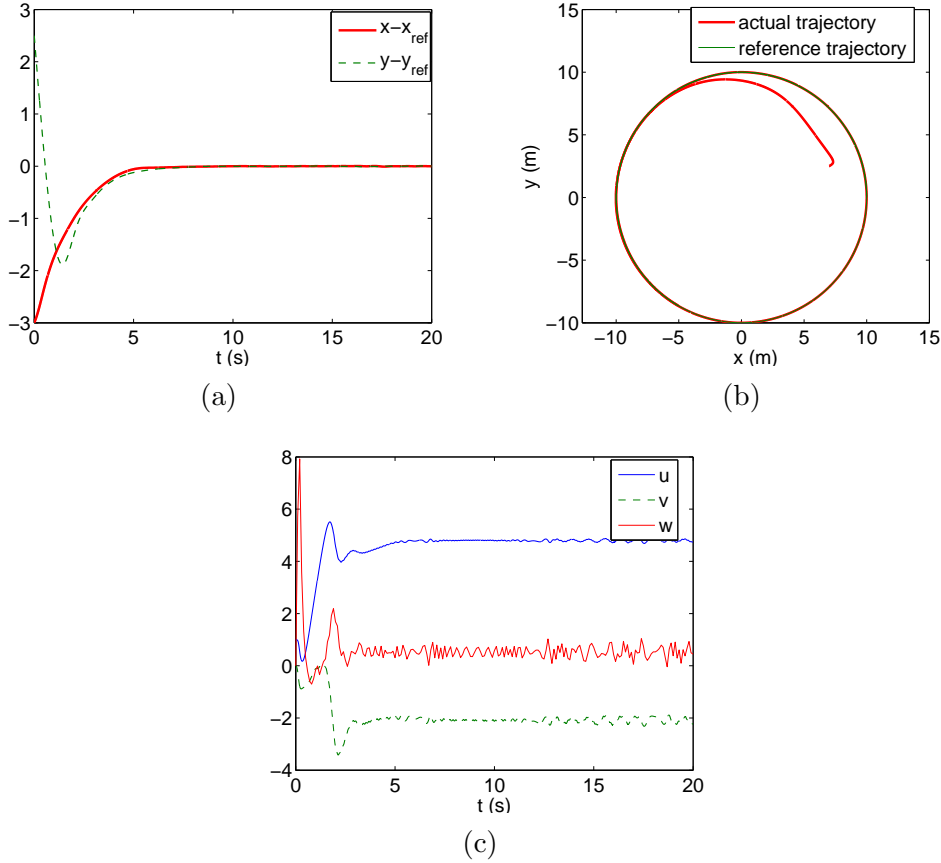 3
2
1
0
−1
−2
−3
0
5
10
15
20
t (s)
x−x_ref
y−y_ref
(a)
15
10
5
0
−5
−10
−10
−5
0
5
10
15
x (m)
y (m)
actual trajectory
reference trajectory
(b)
8
6
4
2
0
−2
−4
0
5
10
15
20
t (s)
u
v
w
(c)